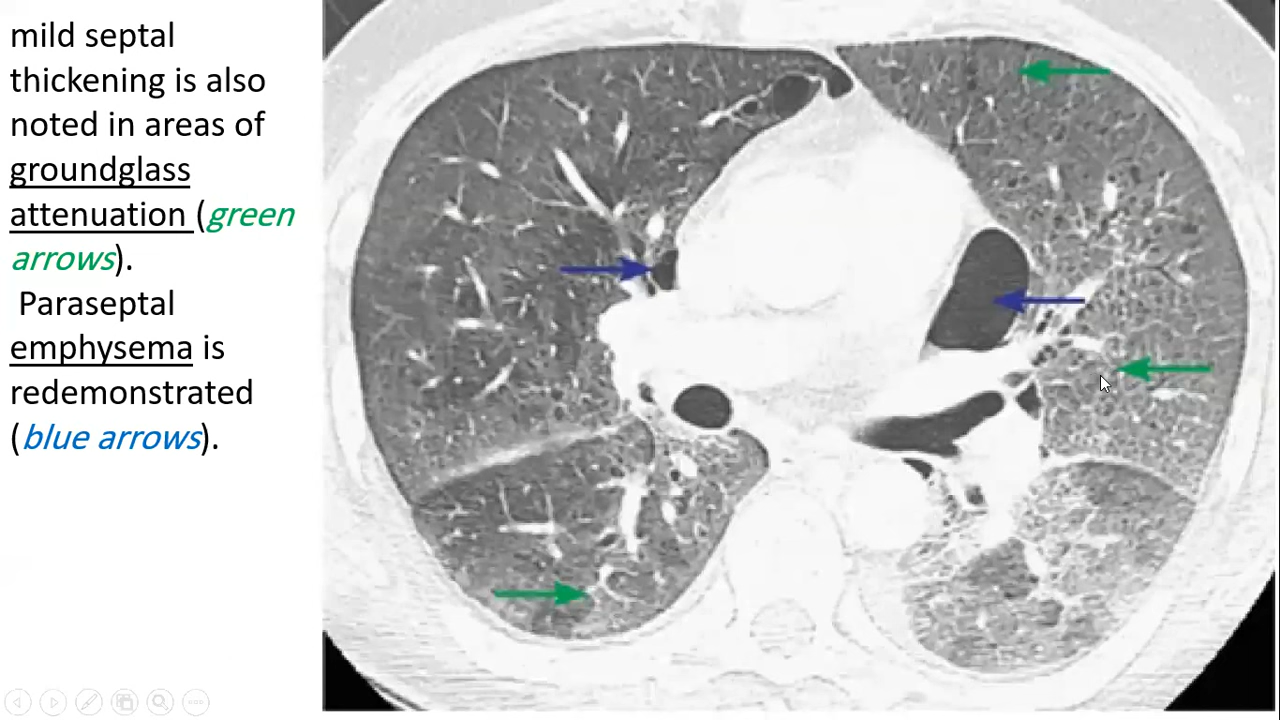 mild septal
thickening is also
noted in areas of
groundglass
attenuation (green
arrows).
Paraseptal
emphysema is
redemonstrated
(blue arrows).